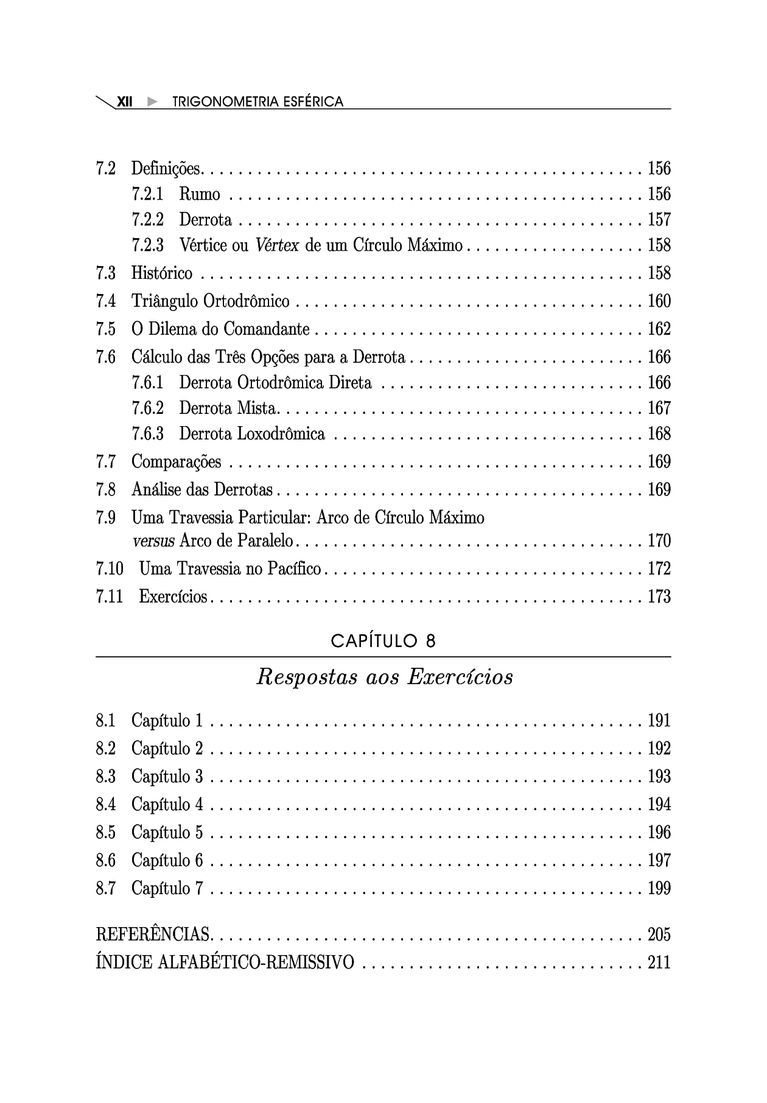 XII ▶ TRIGONOMETRIA ESFÉRICA
7.2 Definições. . . . . . . . . . . . . . . . . . . . . . . . . . . . . . . . . . . . . . . . . . . . . . . 156
7.2.1 Rumo . . . . . . . . . . . . . . . . . . . . . . . . . . . . . . . . . . . . . . . . . . . . 156
7.2.2 Derrota . . . . . . . . . . . . . . . . . . . . . . . . . . . . . . . . . . . . . . . . . . . 157
7.2.3 Vértice ou Vértex de um Círculo Máximo . . . . . . . . . . . . . . . . . . . 158
7.3 Histórico . . . . . . . . . . . . . . . . . . . . . . . . . . . . . . . . . . . . . . . . . . . . . . . 158
7.4 Triângulo Ortodrômico . . . . . . . . . . . . . . . . . . . . . . . . . . . . . . . . . . . . . 160
7.5 O Dilema do Comandante . . . . . . . . . . . . . . . . . . . . . . . . . . . . . . . . . . . 162
7.6 Cálculo das Três Opções para a Derrota . . . . . . . . . . . . . . . . . . . . . . . . . 166
7.6.1 Derrota Ortodrômica Direta . . . . . . . . . . . . . . . . . . . . . . . . . . . . 166
7.6.2 Derrota Mista. . . . . . . . . . . . . . . . . . . . . . . . . . . . . . . . . . . . . . . 167
7.6.3 Derrota Loxodrômica . . . . . . . . . . . . . . . . . . . . . . . . . . . . . . . . . 168
7.7 Comparações . . . . . . . . . . . . . . . . . . . . . . . . . . . . . . . . . . . . . . . . . . . . 169
7.8 Análise das Derrotas . . . . . . . . . . . . . . . . . . . . . . . . . . . . . . . . . . . . . . . 169
7.9 Uma Travessia Particular: Arco de Círculo Máximo
versus Arco de Paralelo . . . . . . . . . . . . . . . . . . . . . . . . . . . . . . . . . . . . . 170
7.10 Uma Travessia no Pacífico . . . . . . . . . . . . . . . . . . . . . . . . . . . . . . . . . . 172
7.11 Exercícios . . . . . . . . . . . . . . . . . . . . . . . . . . . . . . . . . . . . . . . . . . . . . . 173
CAPÍTULO 8
Respostas aos Exercícios
8.1 Capítulo 1 . . . . . . . . . . . . . . . . . . . . . . . . . . . . . . . . . . . . . . . . . . . . . . 191
8.2 Capítulo 2 . . . . . . . . . . . . . . . . . . . . . . . . . . . . . . . . . . . . . . . . . . . . . . 192
8.3 Capítulo 3 . . . . . . . . . . . . . . . . . . . . . . . . . . . . . . . . . . . . . . . . . . . . . . 193
8.4 Capítulo 4 . . . . . . . . . . . . . . . . . . . . . . . . . . . . . . . . . . . . . . . . . . . . . . 194
8.5 Capítulo 5 . . . . . . . . . . . . . . . . . . . . . . . . . . . . . . . . . . . . . . . . . . . . . . 196
8.6 Capítulo 6 . . . . . . . . . . . . . . . . . . . . . . . . . . . . . . . . . . . . . . . . . . . . . . 197
8.7 Capítulo 7 . . . . . . . . . . . . . . . . . . . . . . . . . . . . . . . . . . . . . . . . . . . . . . 199
REFERÊNCIAS. . . . . . . . . . . . . . . . . . . . . . . . . . . . . . . . . . . . . . . . . . . . . . 205
ÍNDICE ALFABÉTICO-REMISSIVO . . . . . . . . . . . . . . . . . . . . . . . . . . . . . . 211